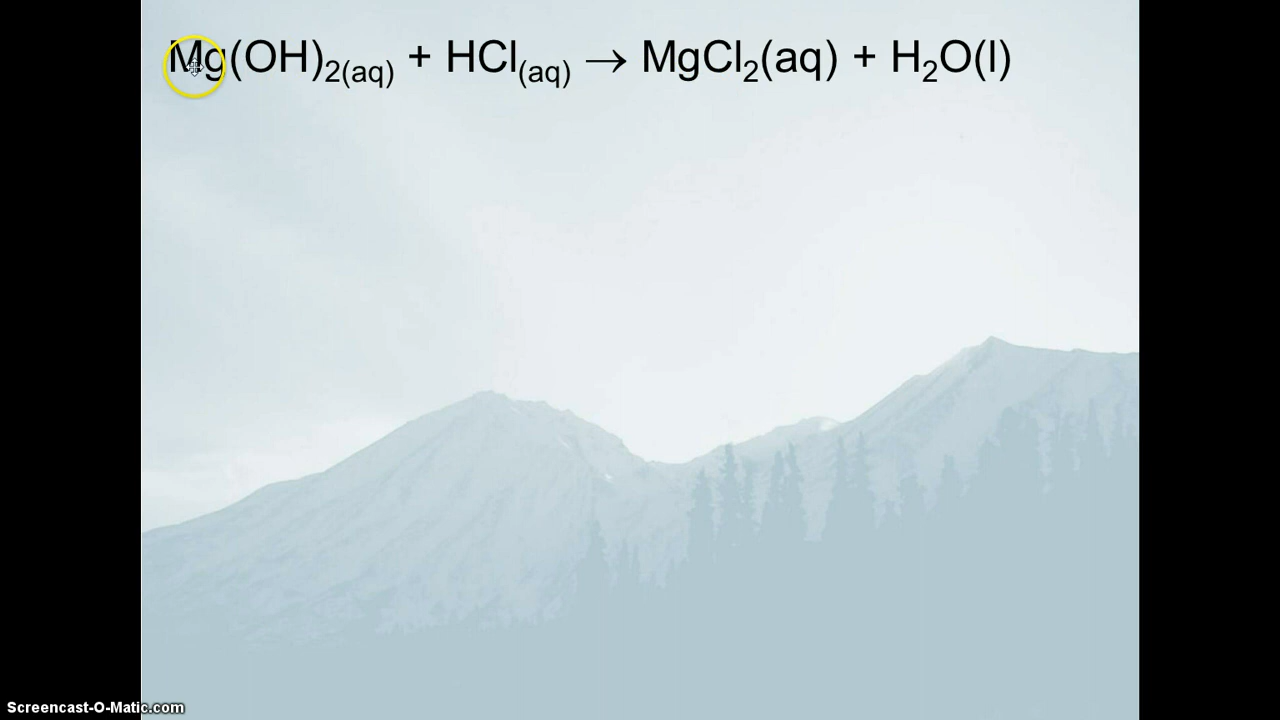 Mg(OH)₂₍ₐq₎ + HCl₍ₐq₎ → MgCl₂(aq) + H₂O(l)
Screencast-O-Matic.com